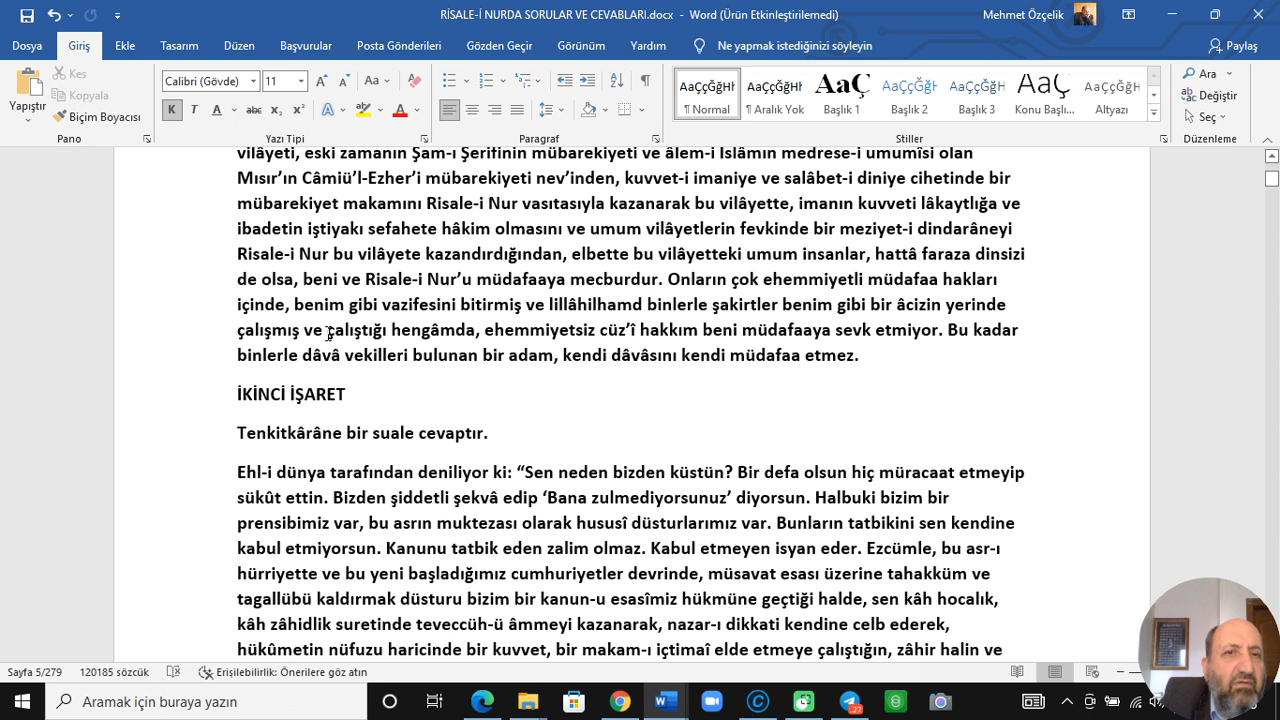 RİSALE-İ NURDA SORULAR VE CEVABLARI.docx - Word (Ürün Etkinleştirilemedi)
Mehmet Özçelik
Dosya Giriş Ekle Tasarım Düzen Başvurular Posta Gönderileri Gözden Geçir Görünüm Yardım Ne yapmak istediğinizi söyleyin Paylaş
Yapıştır
Kes
Kopyala
Biçim Boyacısı
Calibri (Gövde) 11
AaÇğĞh Normal
AaÇğĞh Aralık Yok
AaÇ Başlık 1
AaÇğĞł Başlık 2
AaÇğĞh Başlık 3
AaÇ Konu Başlı...
AaÇğĞh Altyazı
Ara
Değiştir
Seç
Pano Yazı Tipi Paragraf Stiller Düzenleme
vilâyeti, eski zamanın Şam-ı Şerifinin mübarekiyeti ve âlem-i İslâmın medrese-i umumîsi olan
Mısır’ın Câmiü’l-Ezher’i mübarekiyeti nev’inden, kuvvet-i imaniye ve salâbet-i diniye cihetinde bir
mübarekiyet makamını Risale-i Nur vasıtasıyla kazanarak bu vilâyette, imanın kuvveti lâkaytlığa ve
ibadetin iştiyakı sefahete hâkim olmasını ve umum vilâyetlerin fevkinde bir meziyet-i dindarâneyi
Risale-i Nur bu vilâyete kazandırdığından, elbette bu vilâyetteki umum insanlar, hattâ faraza dinsizi
de olsa, beni ve Risale-i Nur’u müdafaaya mecburdur. Onların çok ehemmiyetli müdafaa hakları
içinde, benim gibi vazifesini bitirmiş ve lillâhilhamd binlerle şakirtler benim gibi bir âcizin yerinde
çalışmış ve çalıştığı hengâmda, ehemmiyetsiz cüz’î hakkım beni müdafaaya sevk etmiyor. Bu kadar
binlerle dâvâ vekilleri bulunan bir adam, kendi dâvâsını kendi müdafaa etmez.
İKİNCİ İŞARET
Tenkitkârâne bir suale cevaptır.
Ehl-i dünya tarafından deniliyor ki: “Sen neden bizden küstün? Bir defa olsun hiç müracaat etmeyip
sükût ettin. Bizden şiddetli şekvâ edip ‘Bana zulmediyorsunuz’ diyorsun. Halbuki bizim bir
prensibimiz var, bu asrın muktezası olarak hususî düsturlarımız var. Bunların tatbikini sen kendine
kabul etmiyorsun. Kanunu tatbik eden zalim olmaz. Kabul etmeyen isyan eder. Ezcümle, bu asr-ı
hürriyette ve bu yeni başladığımız cumhuriyetler devrinde, müsavat esası üzerine tahakküm ve
tagallübü kaldırmak düsturu bizim bir kanun-u esasîmiz hükmüne geçtiği halde, sen kâh hocalık,
kâh zâhidlik suretinde teveccüh-ü âmmeyi kazanarak, nazar-ı dikkati kendine celb ederek,
hükûmetin nüfuzu haricinde bir kuvvet, bir makam-ı içtimaî elde etmeye çalıştığın, zâhir halin ve
Sayfa 5/279 120185 sözcük Erişilebilirlik: Önerilere göz atın
Aramak için buraya yazın
27